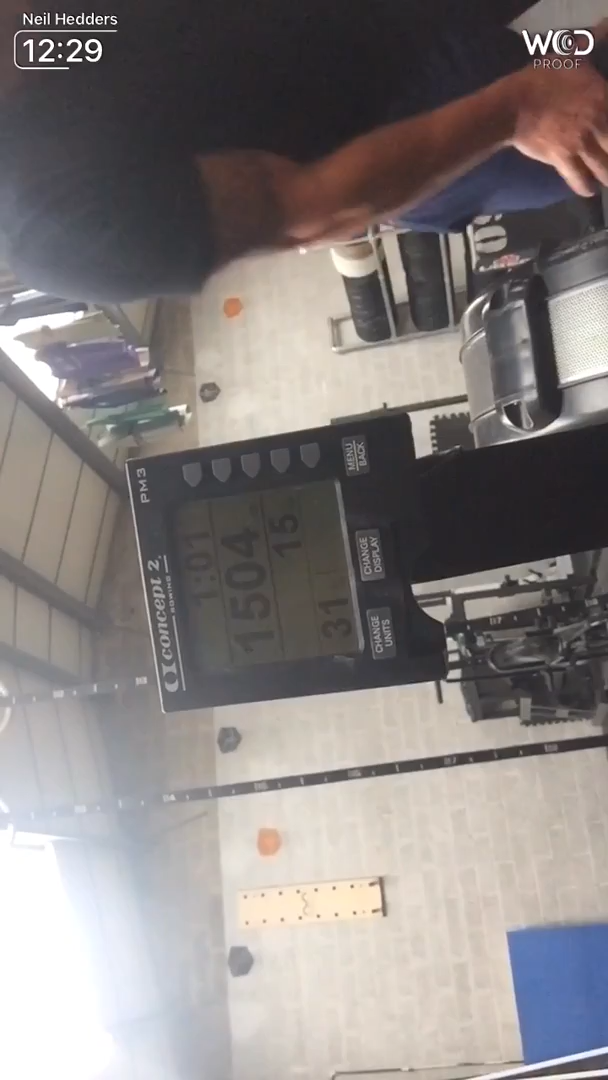 Neil Hedders
12:29
WOD
PROOF
PM3
concept 2
ROWING
1:01
1504
15
31
MENU
BACK
CHANGE
DISPLAY
CHANGE
UNITS